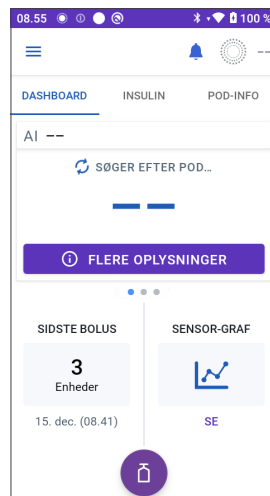 08.55 100 %
--
DASHBOARD INSULIN POD-INFO
AI --
SØGER EFTER POD...
— —
FLERE OPLYSNINGER
SIDSTE BOLUS SENSOR-GRAF
3
Enheder
15. dec. (08.41) SE